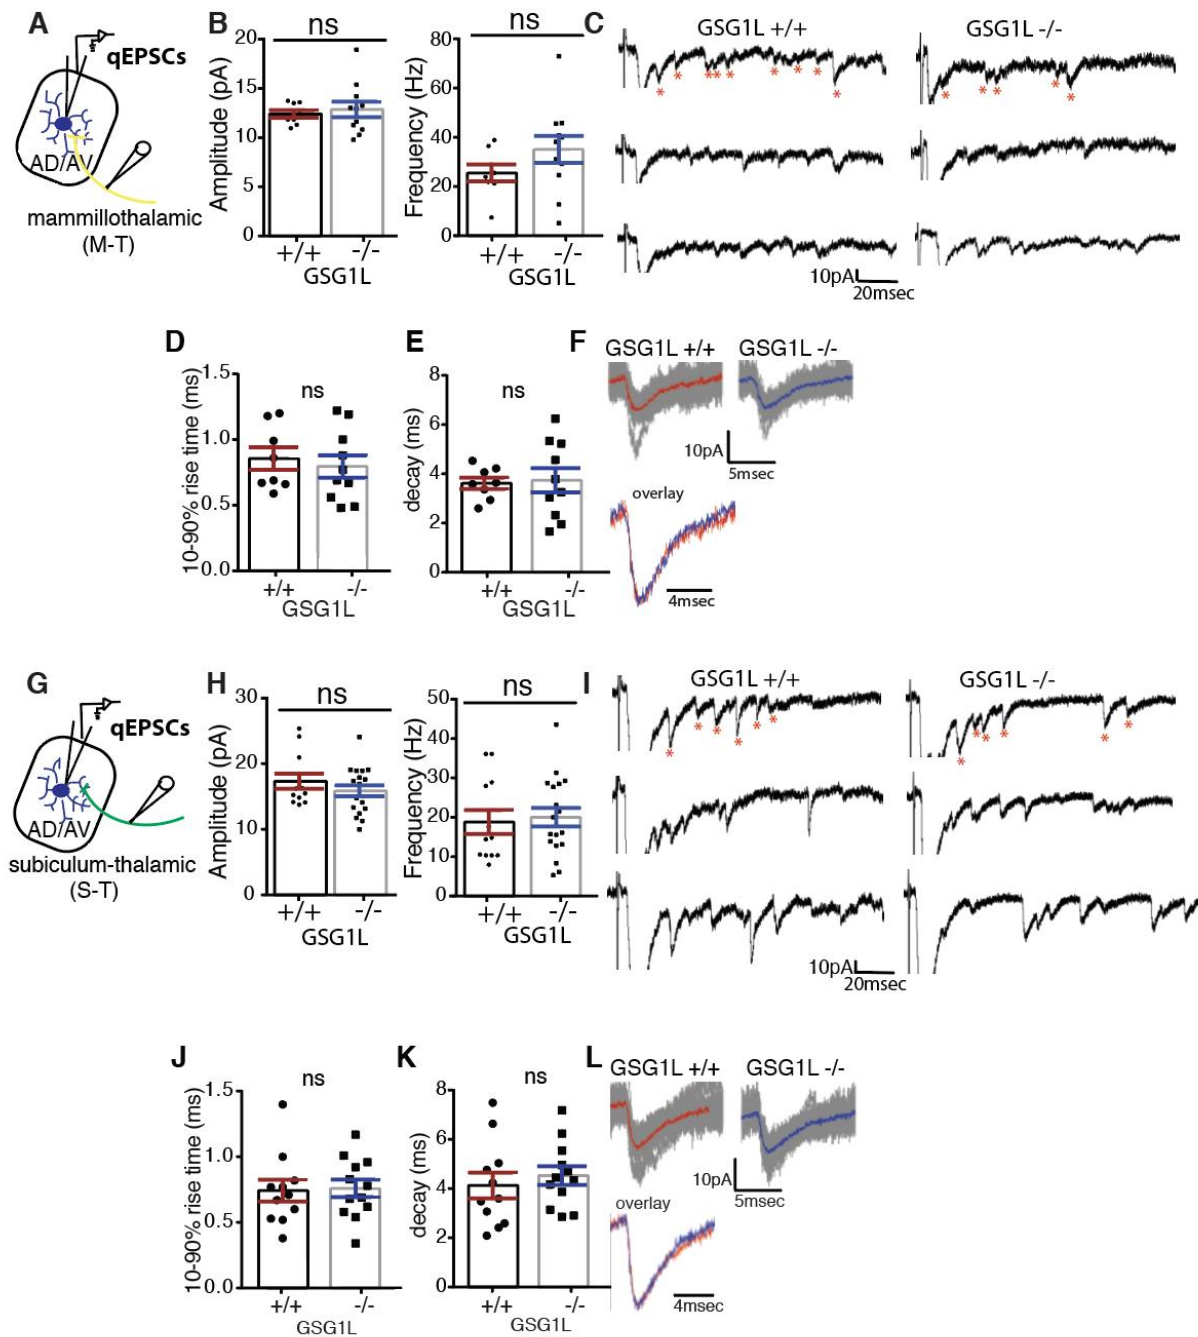 A
qEPSCs
AD/AV
mammillothalamic
(M-T)
B
ns
Amplitude (pA)
20
15
10
5
0
+/+ -/-
GSG1L
ns
Frequency (Hz)
80
60
40
20
0
+/+ -/-
GSG1L
C
GSG1L +/+
GSG1L -/-
* * * * * * * * *
* * * * *
10pA
20msec
D
ns
10-90% rise time (ms)
1.5
1.0
0.5
0.0
+/+ -/-
GSG1L
E
ns
decay (ms)
8
6
4
2
0
+/+ -/-
GSG1L
F
GSG1L +/+ GSG1L -/-
10pA
5msec
overlay
4msec
G
qEPSCs
AD/AV
subiculum-thalamic
(S-T)
H
ns
Amplitude (pA)
30
20
10
0
+/+ -/-
GSG1L
ns
Frequency (Hz)
50
40
30
20
10
0
+/+ -/-
GSG1L
I
GSG1L +/+
GSG1L -/-
* * * * * *
* * * * * *
10pA
20msec
J
ns
10-90% rise time (ms)
1.5
1.0
0.5
0.0
+/+ -/-
GSG1L
K
ns
decay (ms)
8
6
4
2
0
+/+ -/-
GSG1L
L
GSG1L +/+ GSG1L -/-
10pA
5msec
overlay
4msec